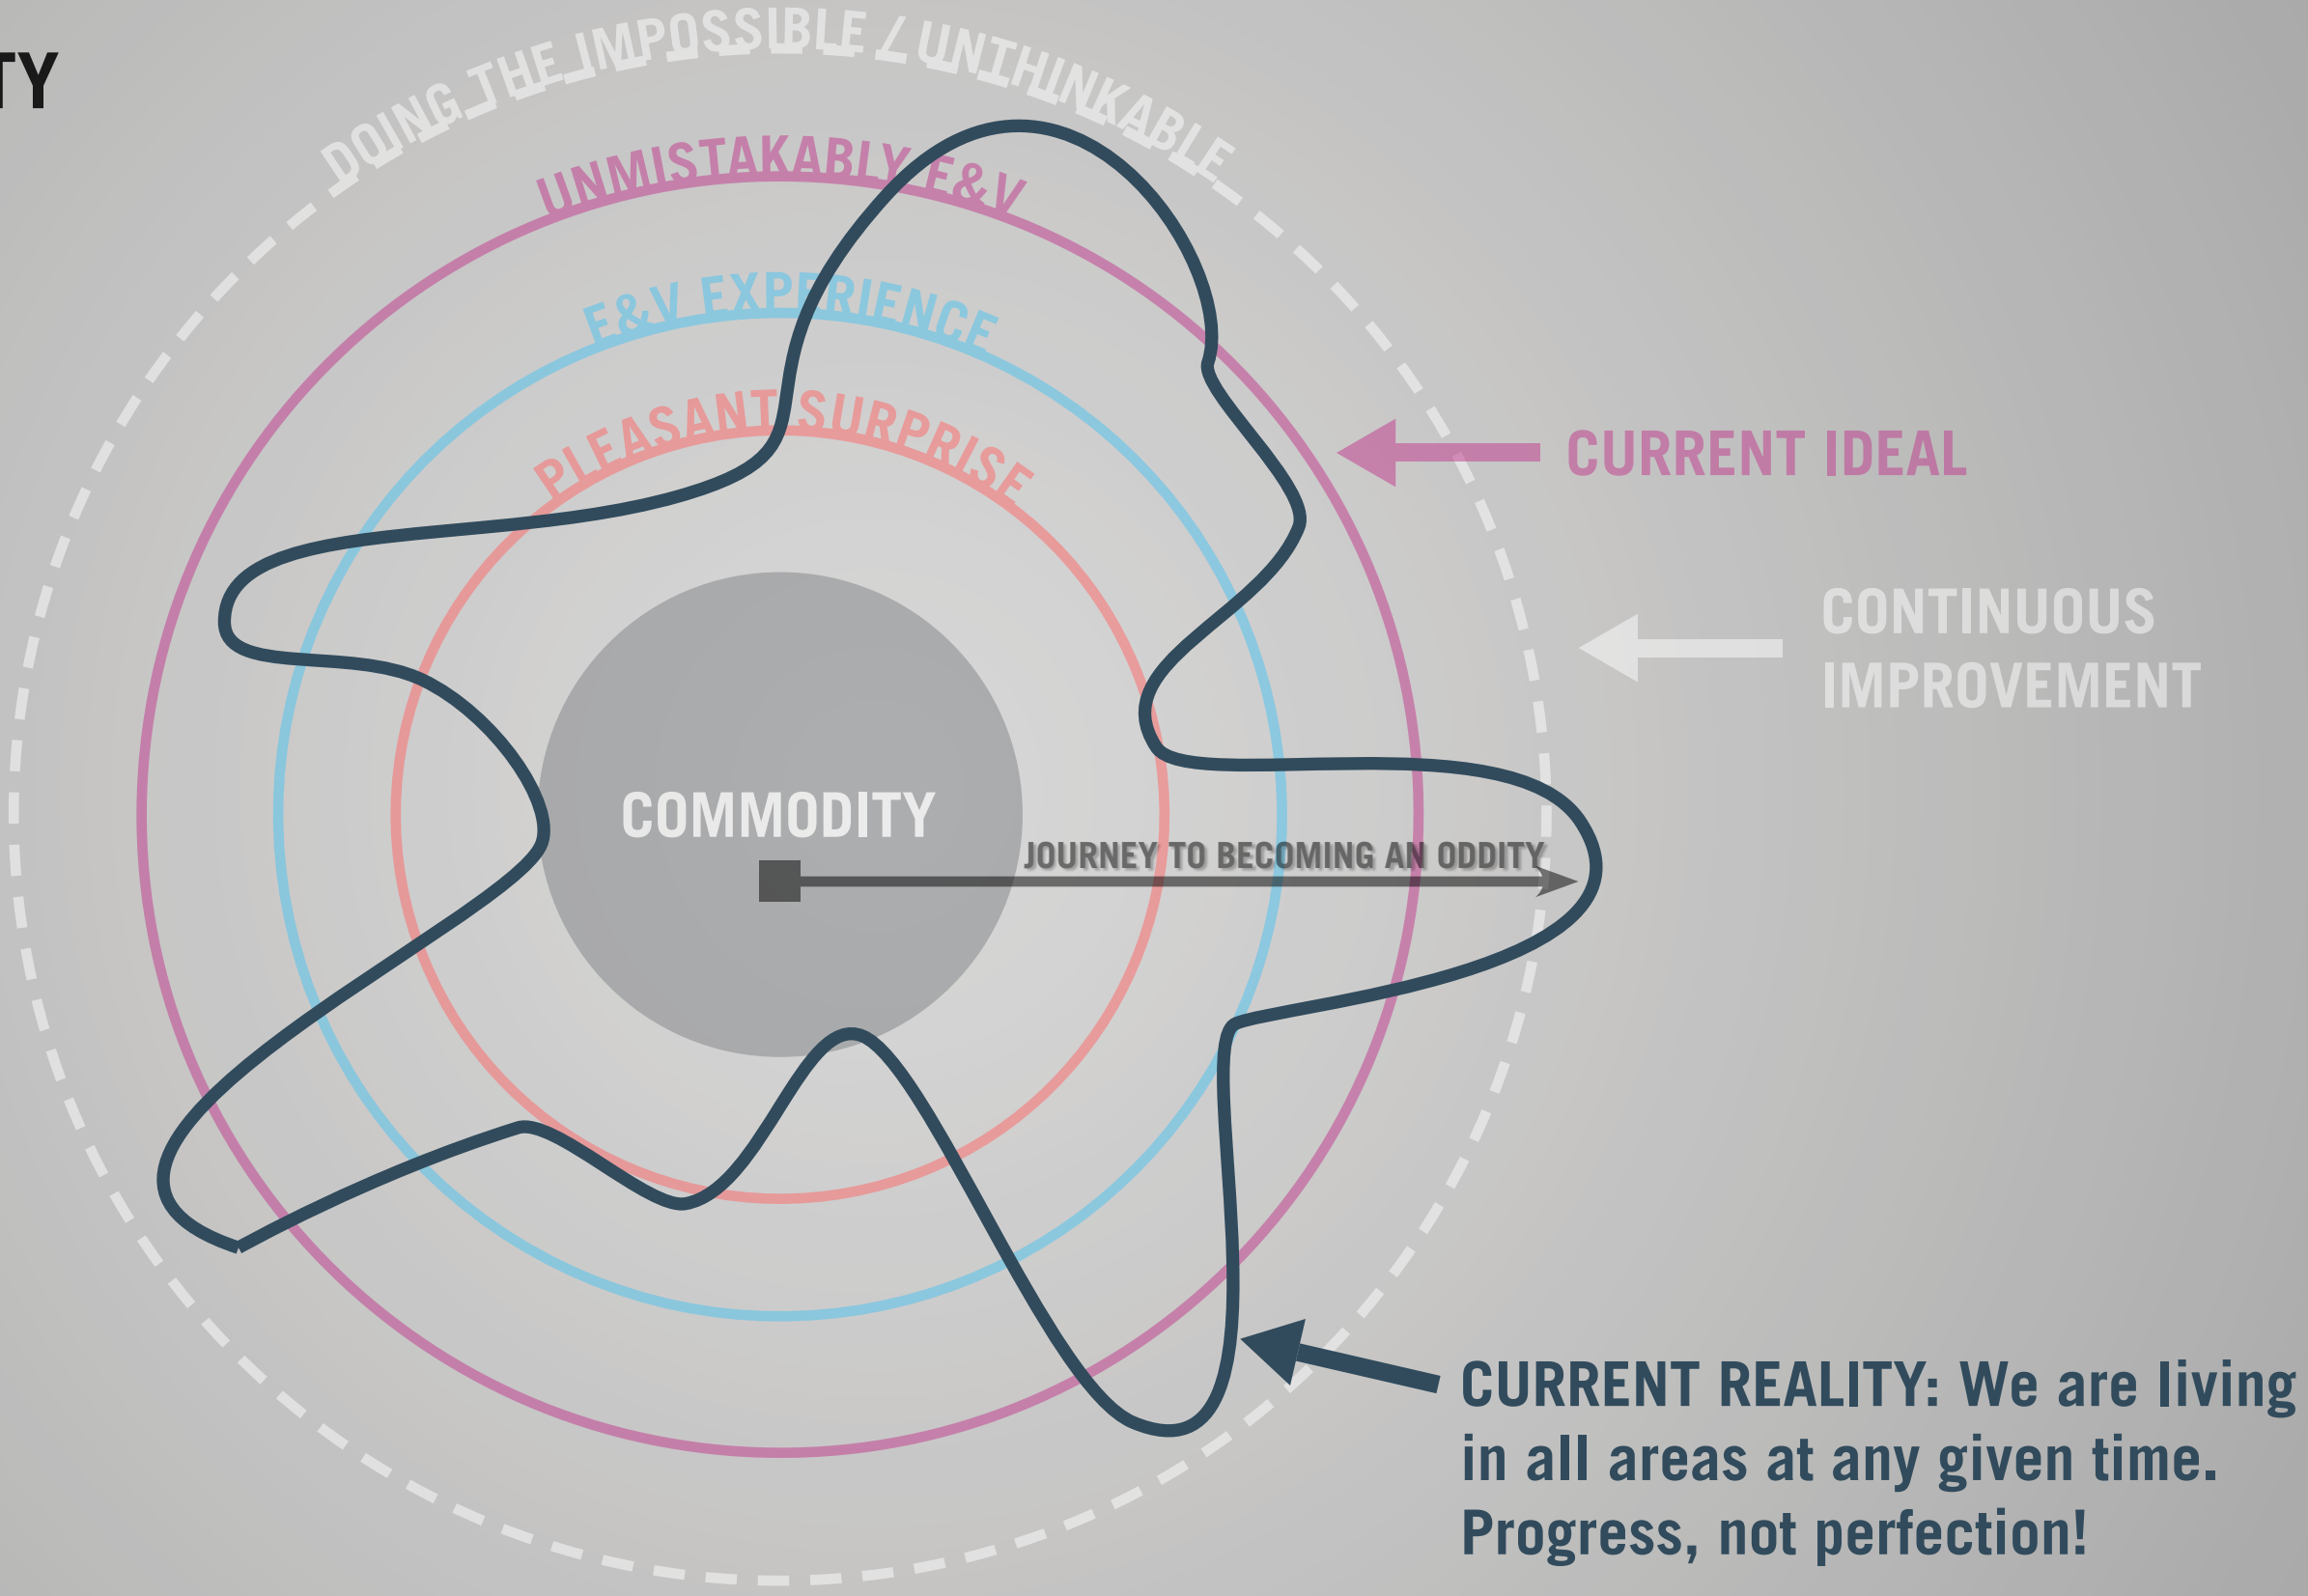 TY
DOING THE IMPOSSIBLE / UNTHINKABLE
UNMISTAKABLY E&V
E&V EXPERIENCE
PLEASANT SURPRISE
CURRENT IDEAL
CONTINUOUS
IMPROVEMENT
COMMODITY
JOURNEY TO BECOMING AN ODDITY
CURRENT REALITY: We are living
in all areas at any given time.
Progress, not perfection!